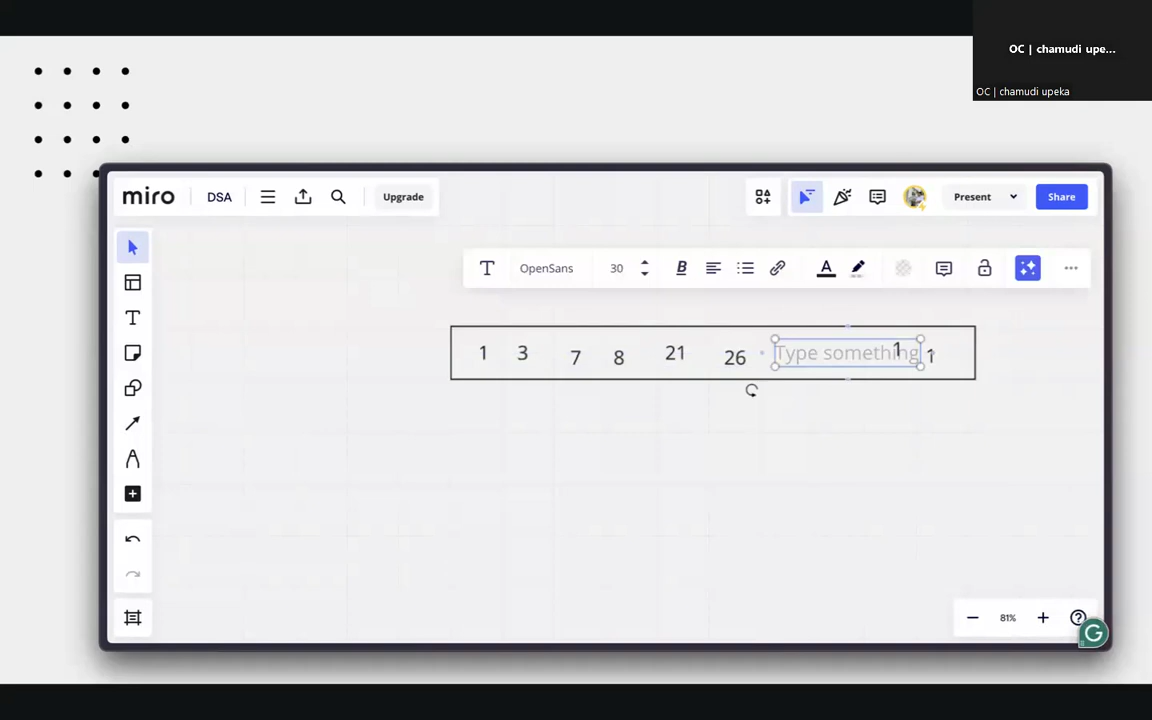 OC | chamudi upe...
OC | chamudi upeka
miro DSA Upgrade Present Share
OpenSans 30 B A
1 3 7 8 21 26 Type something 1 1
81%